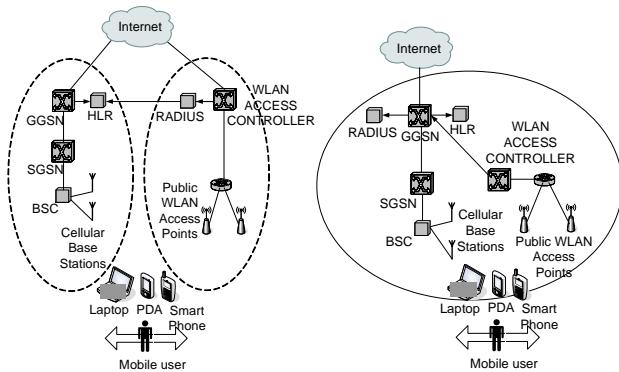 Internet
WLAN
ACCESS
CONTROLLER
GGSN
HLR
RADIUS
SGSN
Public
WLAN
Access
Points
BSC
Cellular
Base
Stations
Laptop PDA Smart
Phone
Mobile user
Internet
RADIUS
GGSN
HLR
WLAN
ACCESS
CONTROLLER
SGSN
BSC
Cellular
Base
Stations
Public WLAN
Access
Points
Laptop PDA Smart
Phone
Mobile user